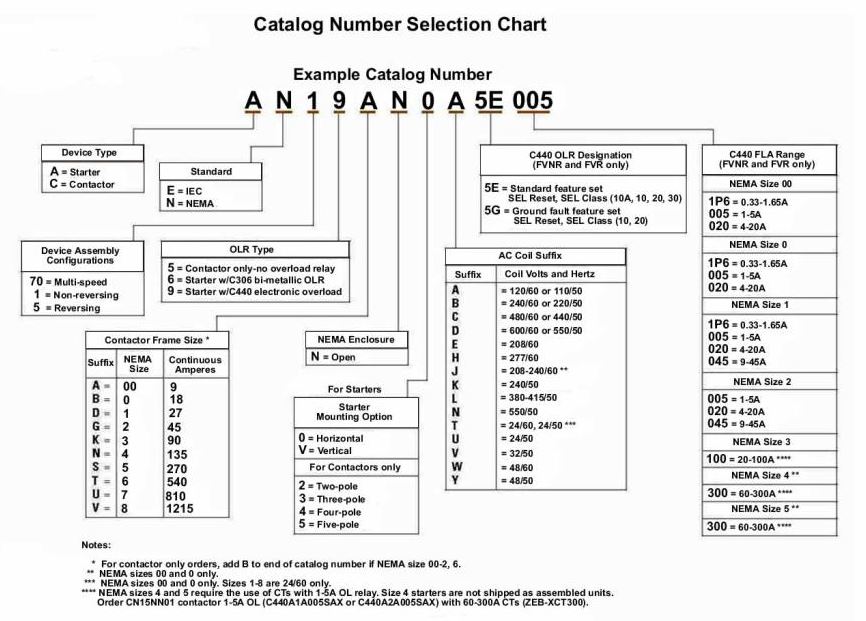 Catalog Number Selection Chart
Example Catalog Number
A N 1 9 A N 0 A 5E 005
Device Type
A = Starter
C = Contactor
Standard
E = IEC
N = NEMA
C440 OLR Designation
(FVNR and FVR only)
5E = Standard feature set
SEL Reset, SEL Class (10A, 10, 20, 30)
5G = Ground fault feature set
SEL Reset, SEL Class (10, 20)
C440 FLA Range
(FVNR and FVR only)
NEMA Size 00
1P6 = 0.33-1.65A
005 = 1-5A
020 = 4-20A
NEMA Size 0
1P6 = 0.33-1.65A
005 = 1-5A
020 = 4-20A
NEMA Size 1
1P6 = 0.33-1.65A
005 = 1-5A
020 = 4-20A
045 = 9-45A
NEMA Size 2
005 = 1-5A
020 = 4-20A
045 = 9-45A
NEMA Size 3
100 = 20-100A ****
NEMA Size 4 **
300 = 60-300A ****
NEMA Size 5 **
300 = 60-300A ****
Device Assembly
Configurations
70 = Multi-speed
1 = Non-reversing
5 = Reversing
OLR Type
5 = Contactor only-no overload relay
6 = Starter w/C306 bi-metallic OLR
9 = Starter w/C440 electronic overload
AC Coil Suffix
Suffix Coil Volts and Hertz
A = 120/60 or 110/50
B = 240/60 or 220/50
C = 480/60 or 440/50
D = 600/60 or 550/50
E = 208/60
H = 277/60
J = 208-240/60 **
K = 240/50
L = 380-415/50
N = 550/50
T = 24/60, 24/50 ***
U = 24/50
V = 32/50
W = 48/60
Y = 48/50
Contactor Frame Size *
Suffix NEMA Size Continuous Amperes
A = 00 9
B = 0 18
D = 1 27
G = 2 45
K = 3 90
N = 4 135
S = 5 270
T = 6 540
U = 7 810
V = 8 1215
NEMA Enclosure
N = Open
For Starters
Starter
Mounting Option
0 = Horizontal
V = Vertical
For Contactors only
2 = Two-pole
3 = Three-pole
4 = Four-pole
5 = Five-pole
Notes:
* For contactor only orders, add B to end of catalog number if NEMA size 00-2, 6.
** NEMA sizes 00 and 0 only.
*** NEMA sizes 00 and 0 only. Sizes 1-8 are 24/60 only.
**** NEMA sizes 4 and 5 require the use of CTs with 1-5A OL relay. Size 4 starters are not shipped as assembled units.
Order CN15NN01 contactor 1-5A OL (C440A1A005SAX or C440A2A005SAX) with 60-300A CTs (ZEB-XCT300).